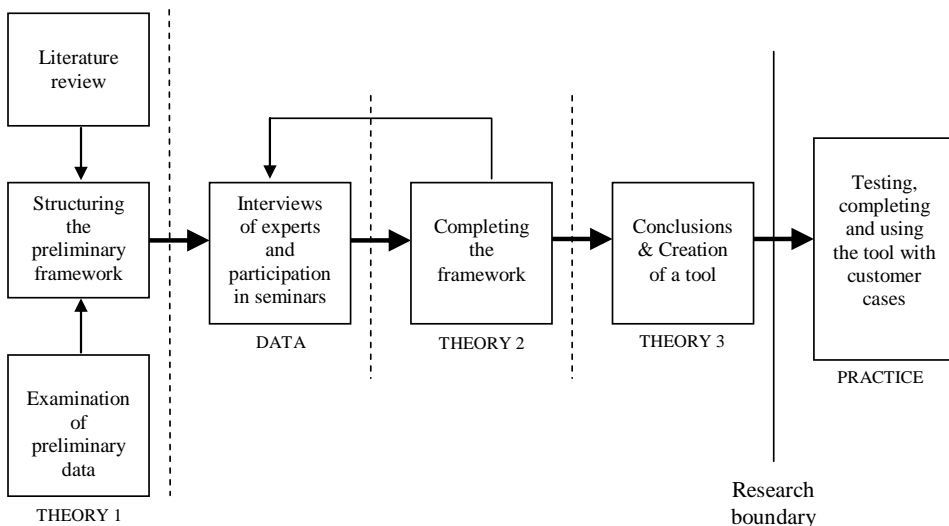 Literature
review
Structuring
the
preliminary
framework
Examination
of
preliminary
data
THEORY 1
Interviews
of experts
and
participation
in seminars
DATA
Completing
the
framework
THEORY 2
Conclusions
& Creation
of a tool
THEORY 3
Testing,
completing
and using
the tool with
customer
cases
PRACTICE
Research
boundary